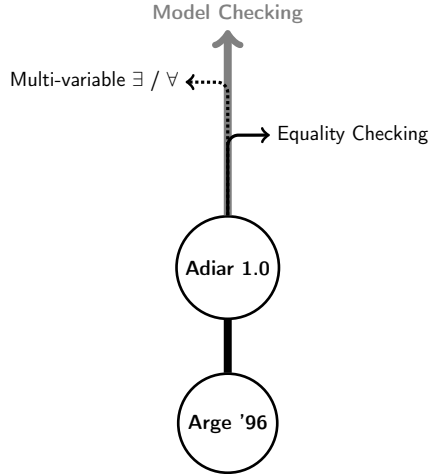 Model Checking
Multi-variable ∃ / ∀
Equality Checking
Adiar 1.0
Arge '96